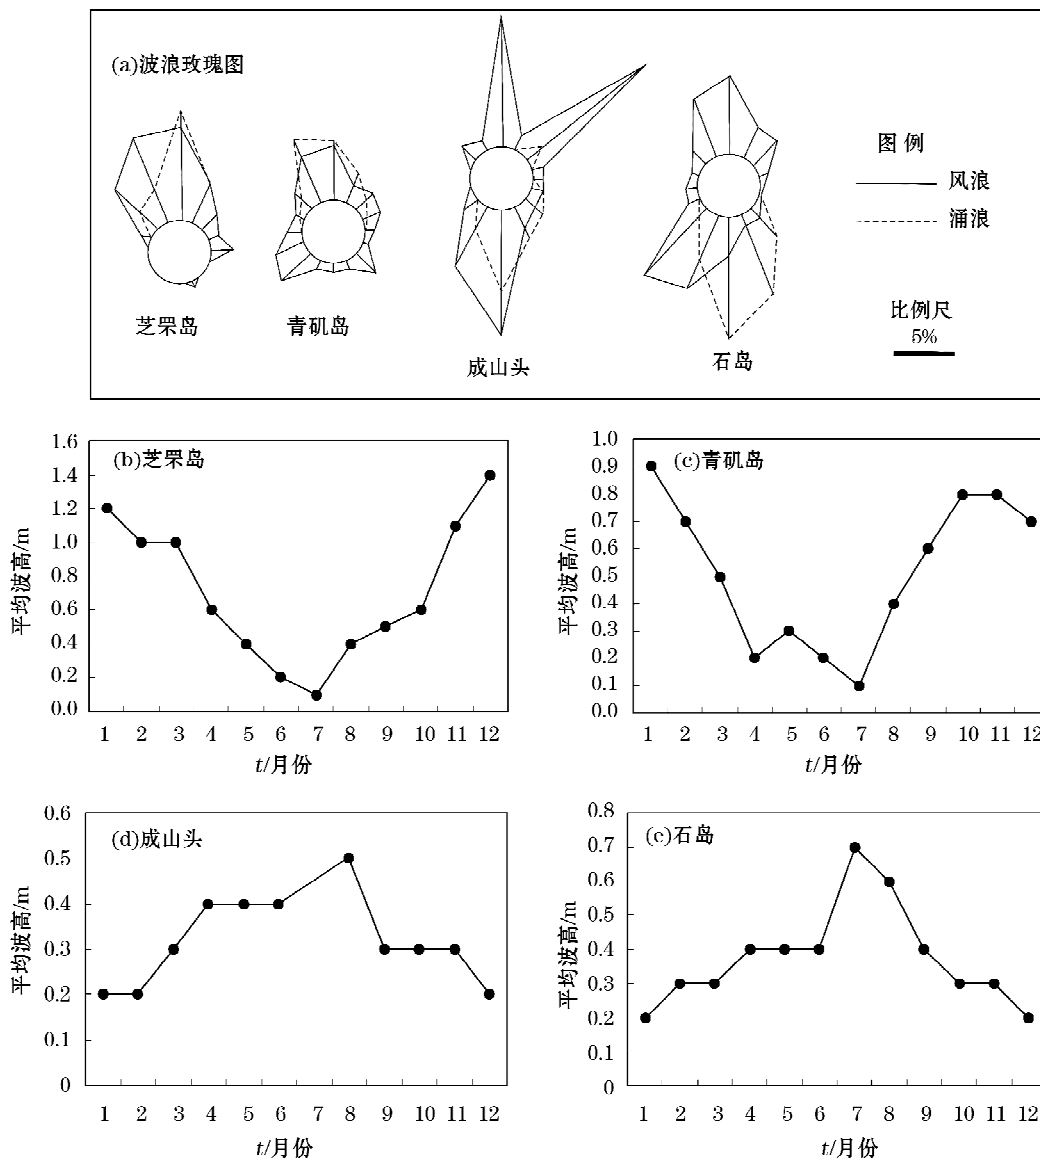 (a)波浪玫瑰图
图 例
风浪
涌浪
比例尺
5%
芝罘岛
青矶岛
成山头
石岛
(b)芝罘岛
平均波高/m
1.6
1.4
1.2
1.0
0.8
0.6
0.4
0.2
0.0
1 2 3 4 5 6 7 8 9 10 11 12
t/月份
(c)青矶岛
平均波高/m
1.0
0.9
0.8
0.7
0.6
0.5
0.4
0.3
0.2
0.1
0.0
1 2 3 4 5 6 7 8 9 10 11 12
t/月份
(d)成山头
平均波高/m
0.6
0.5
0.4
0.3
0.2
0.1
0
1 2 3 4 5 6 7 8 9 10 11 12
t/月份
(e)石岛
平均波高/m
0.8
0.7
0.6
0.5
0.4
0.3
0.2
0.1
0
1 2 3 4 5 6 7 8 9 10 11 12
t/月份